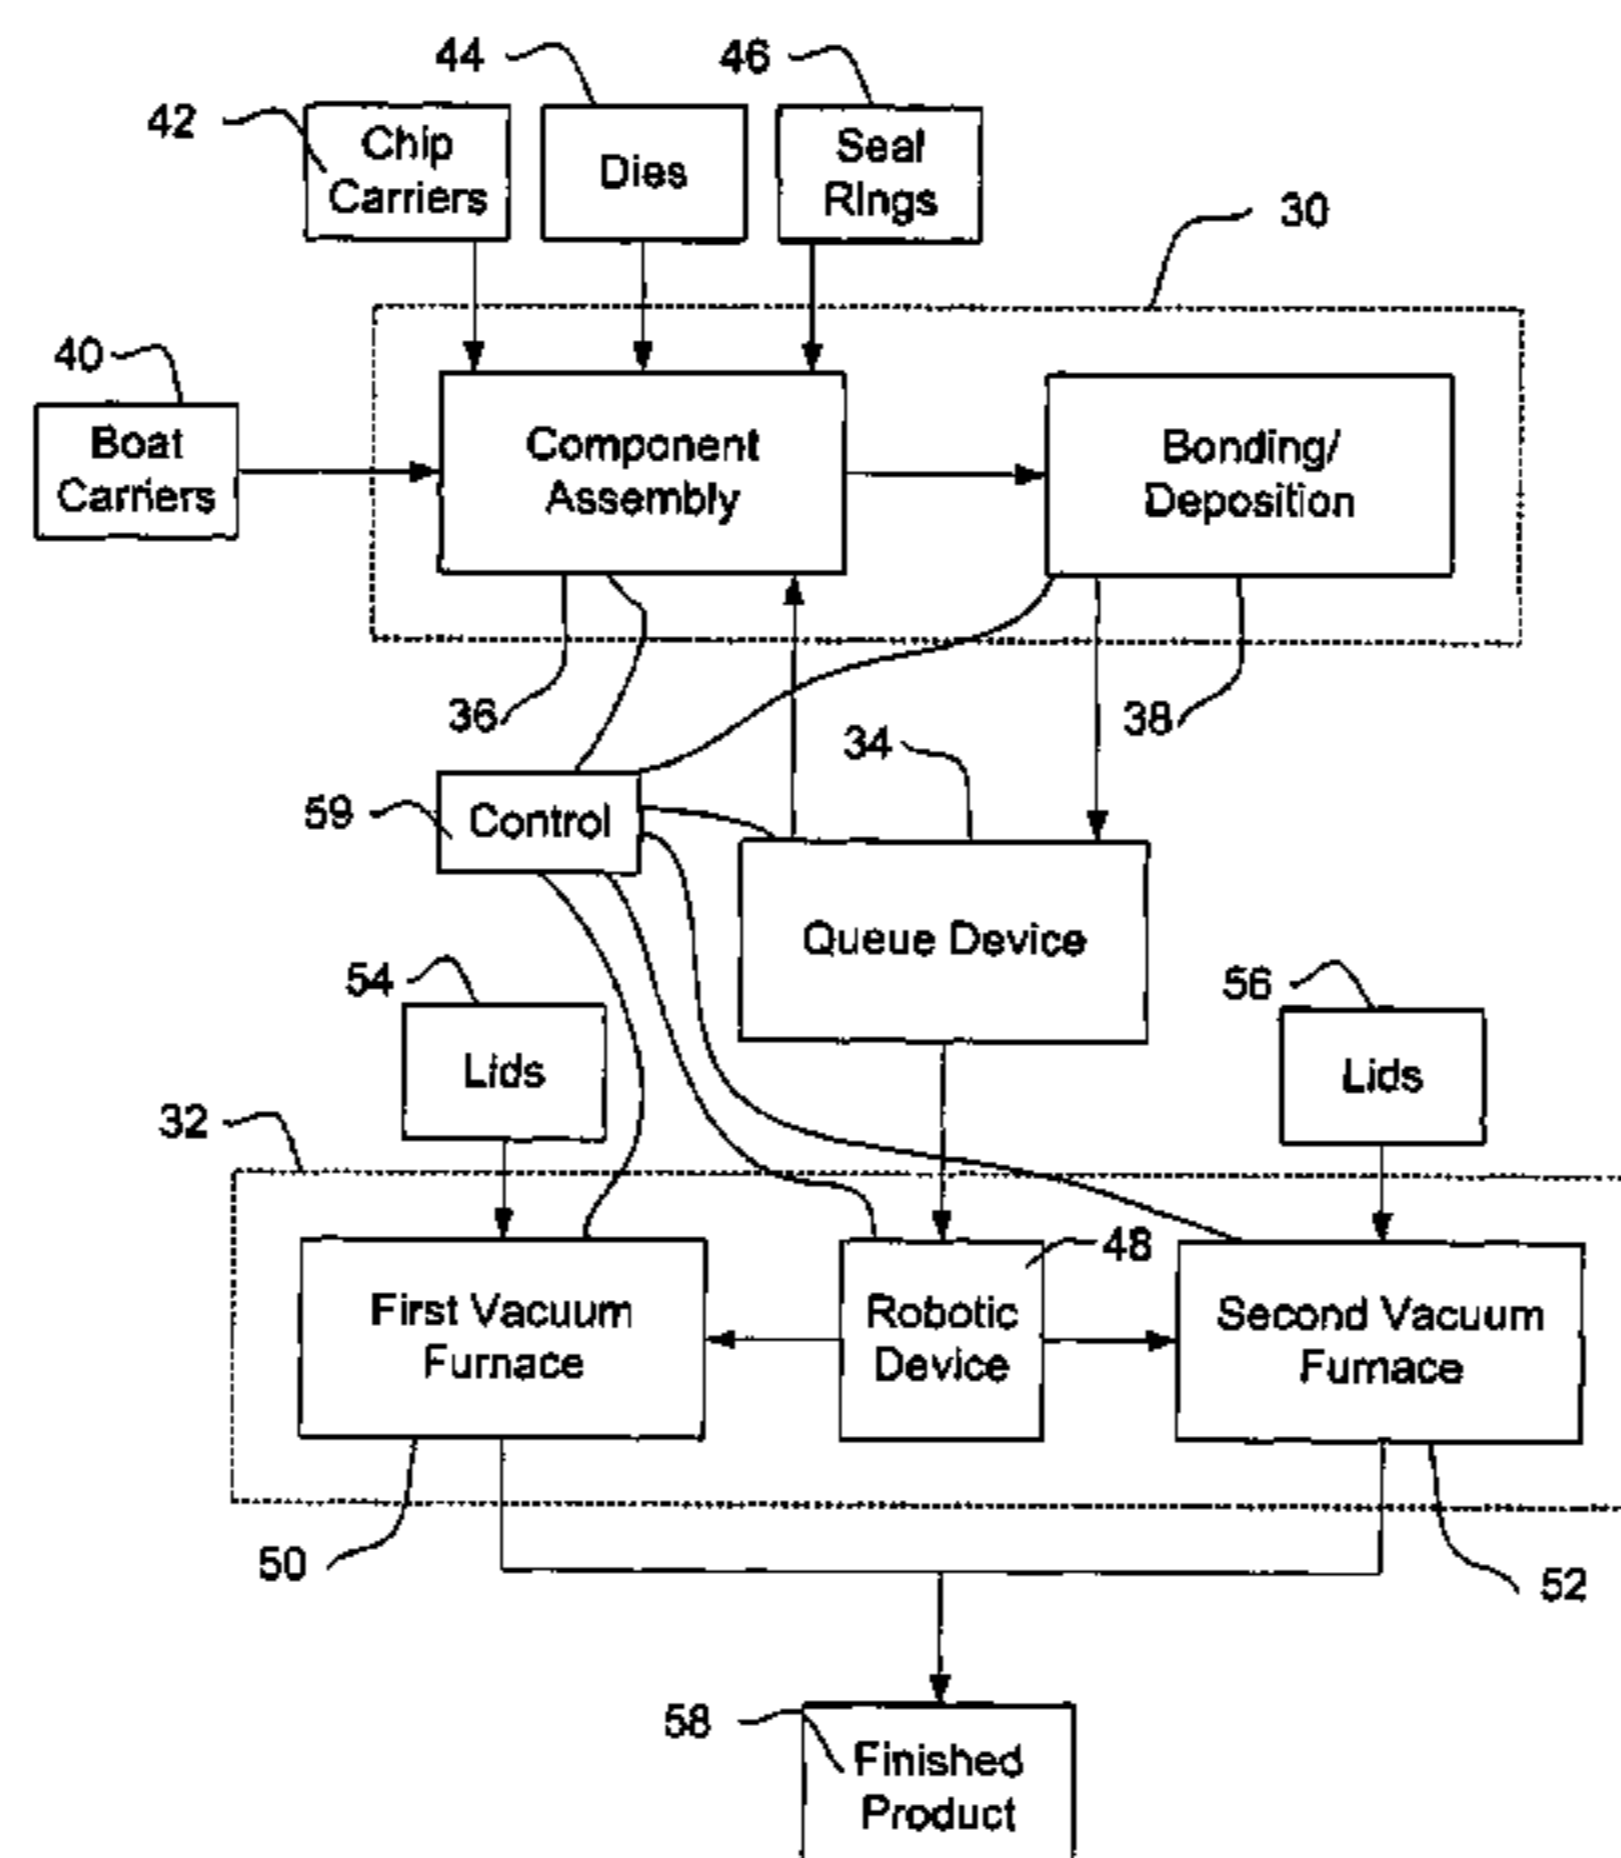 44
46
42
Chip
Carriers
Dies
Seal
Rings
30
40
Boat
Carriers
Component
Assembly
Bonding/
Deposition
36
38
34
59
Control
Queue Device
54
56
Lids
Lids
32
48
First Vacuum
Furnace
Robotic
Device
Second Vacuum
Furnace
50
52
58
Finished
Product